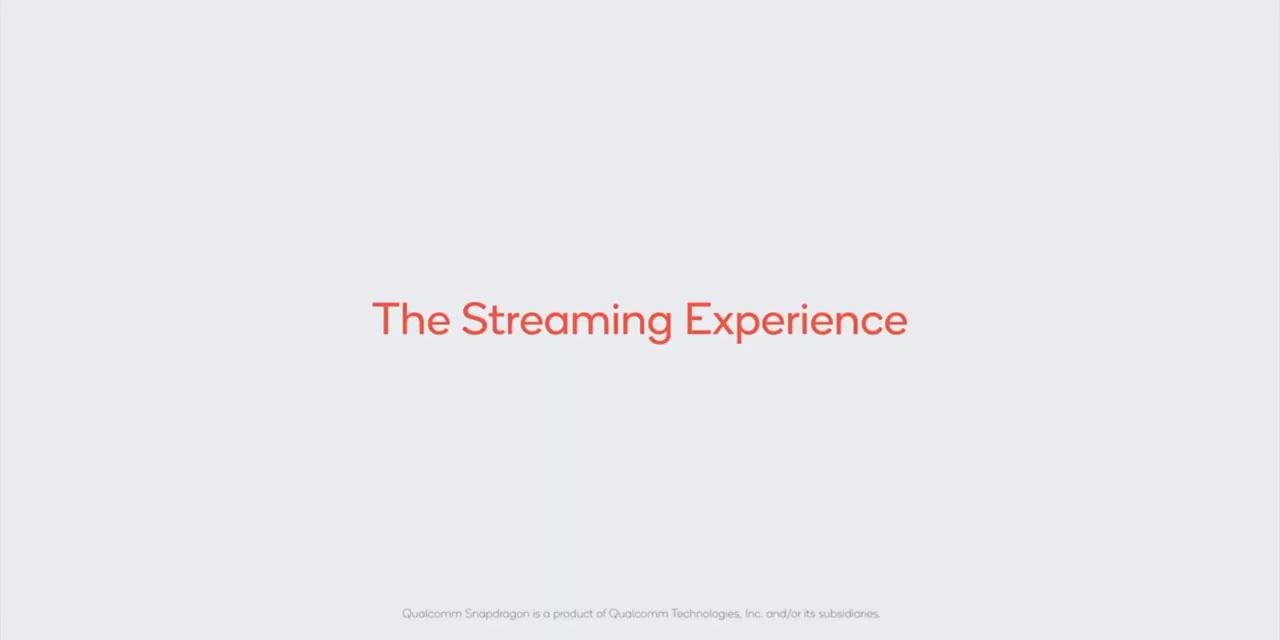 The Streaming Experience
Qualcomm Snapdragon is a product of Qualcomm Technologies, Inc. and/or its subsidiaries.